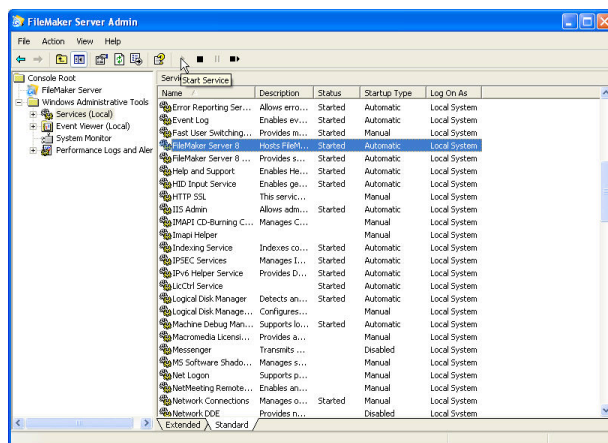 FileMaker Server Admin
File Action View Help
Start Service
Console Root
FileMaker Server
Windows Administrative Tools
Services (Local)
Event Viewer (Local)
System Monitor
Performance Logs and Aler
Name Description Status Startup Type Log On As
Error Reporting Ser... Allows erro... Started Automatic Local System
Event Log Enables ev... Started Automatic Local System
Fast User Switching... Provides m... Started Manual Local System
FileMaker Server 8 Hosts FileM... Started Automatic Local System
FileMaker Server 8 ... Provides s... Started Automatic Local System
Help and Support Enables He... Started Automatic Local System
HID Input Service Enables ge... Started Automatic Local System
HTTP SSL This servic... Manual Local System
IIS Admin Allows adm... Started Automatic Local System
IMAPI CD-Burning C... Manages C... Manual Local System
Imapi Helper Manual Local System
Indexing Service Indexes co... Started Automatic Local System
IPSEC Services Manages I... Started Automatic Local System
IPv6 Helper Service Provides D... Started Automatic Local System
LicCtrl Service Started Automatic Local System
Logical Disk Manager Detects an... Started Automatic Local System
Logical Disk Manage... Configures... Manual Local System
Machine Debug Man... Supports lo... Started Automatic Local System
Macromedia Licensi... Provides a... Manual Local System
Messenger Transmits ... Disabled Local System
MS Software Shado... Manages s... Manual Local System
Net Logon Supports p... Manual Local System
NetMeeting Remote... Enables an... Manual Local System
Network Connections Manages o... Started Manual Local System
Network DDE Provides n... Disabled Local System
Extended Standard